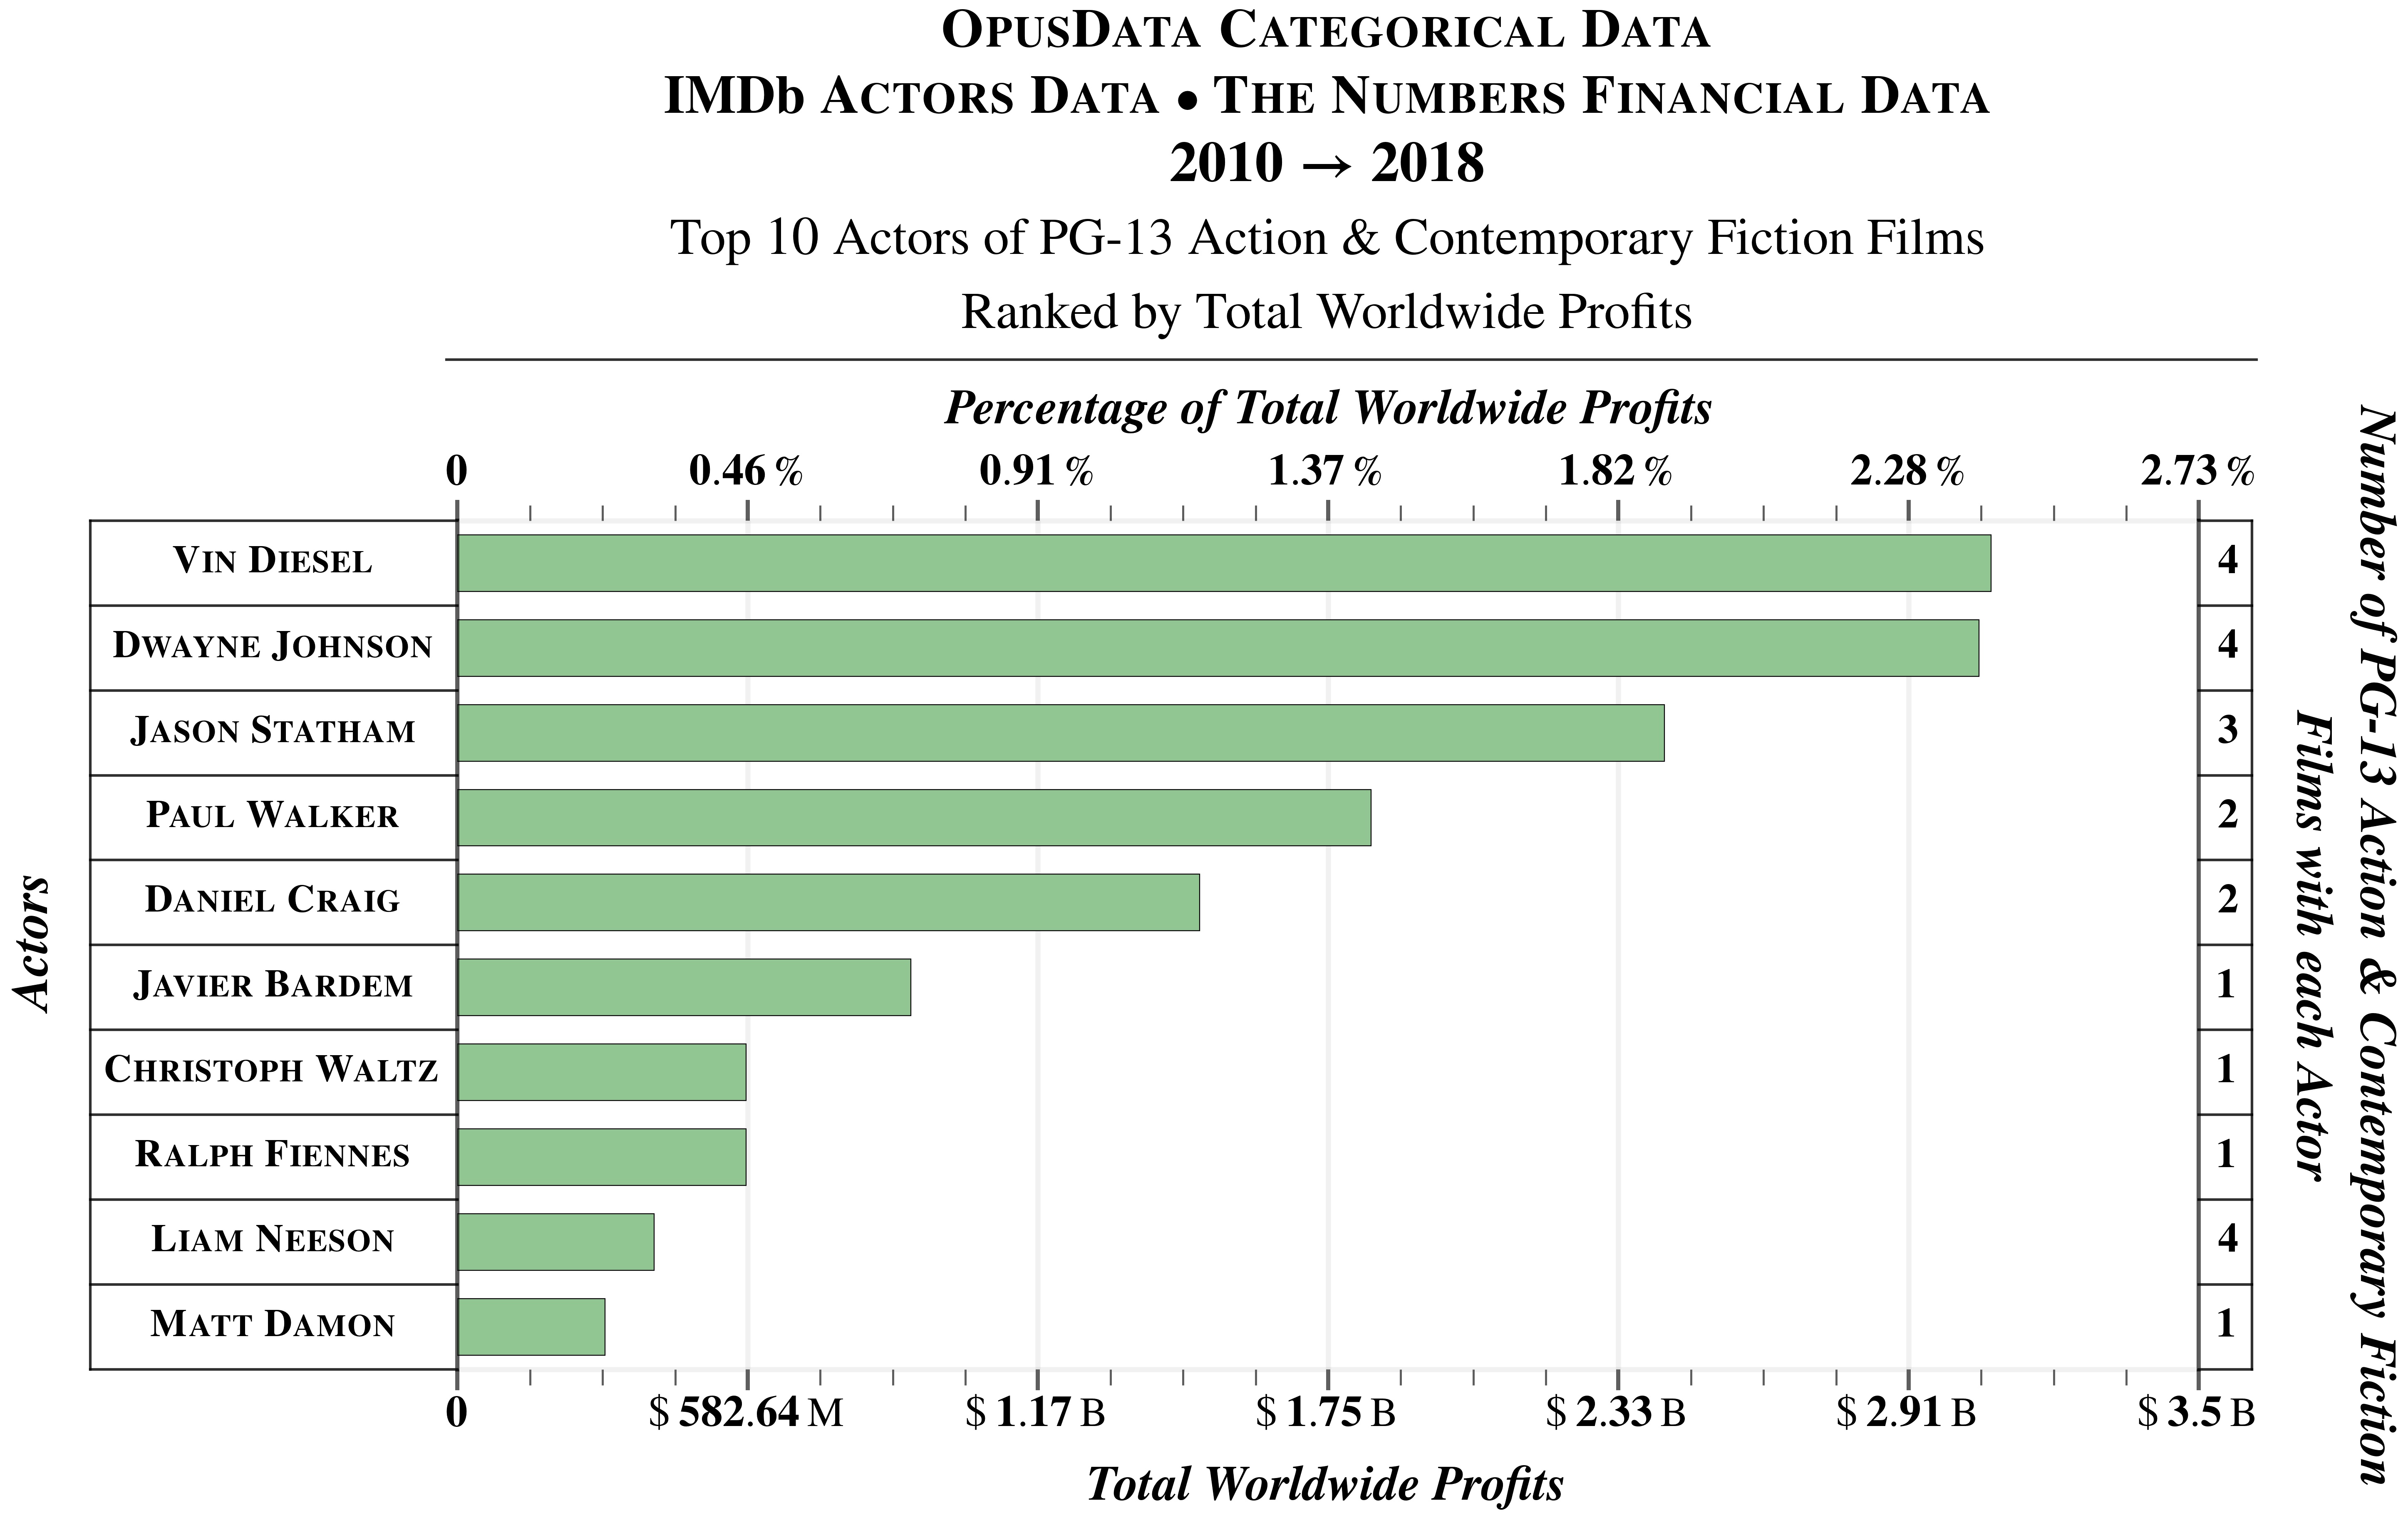 OpusData Categorical Data
IMDb Actors Data • The Numbers Financial Data
2010 → 2018
Top 10 Actors of PG-13 Action & Contemporary Fiction Films
Ranked by Total Worldwide Profits
Percentage of Total Worldwide Profits
0 0.46 % 0.91 % 1.37 % 1.82 % 2.28 % 2.73 %
Vin Diesel 4
Dwayne Johnson 4
Jason Statham 3
Paul Walker 2
Daniel Craig 2
Javier Bardem 1
Christoph Waltz 1
Ralph Fiennes 1
Liam Neeson 4
Matt Damon 1
0 $ 582.64 M $ 1.17 B $ 1.75 B $ 2.33 B $ 2.91 B $ 3.5 B
Total Worldwide Profits
Actors
Number of PG-13 Action & Contemporary Fiction
Films with each Actor